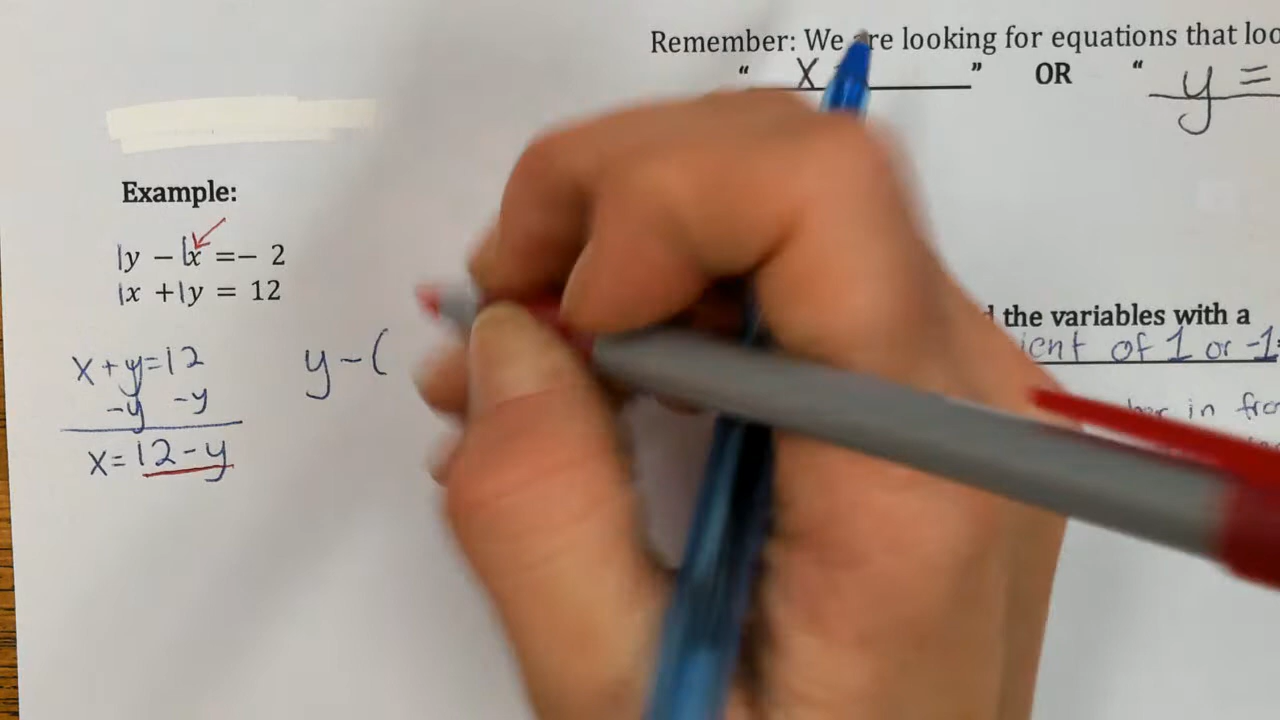 Remember: We are looking for equations that
" X " OR " y =
Example:
1y - 1x = - 2
1x + 1y = 12
the variables with a
of 1 or -1
x+y=12
-y -y
x= 12-y
y-(
in